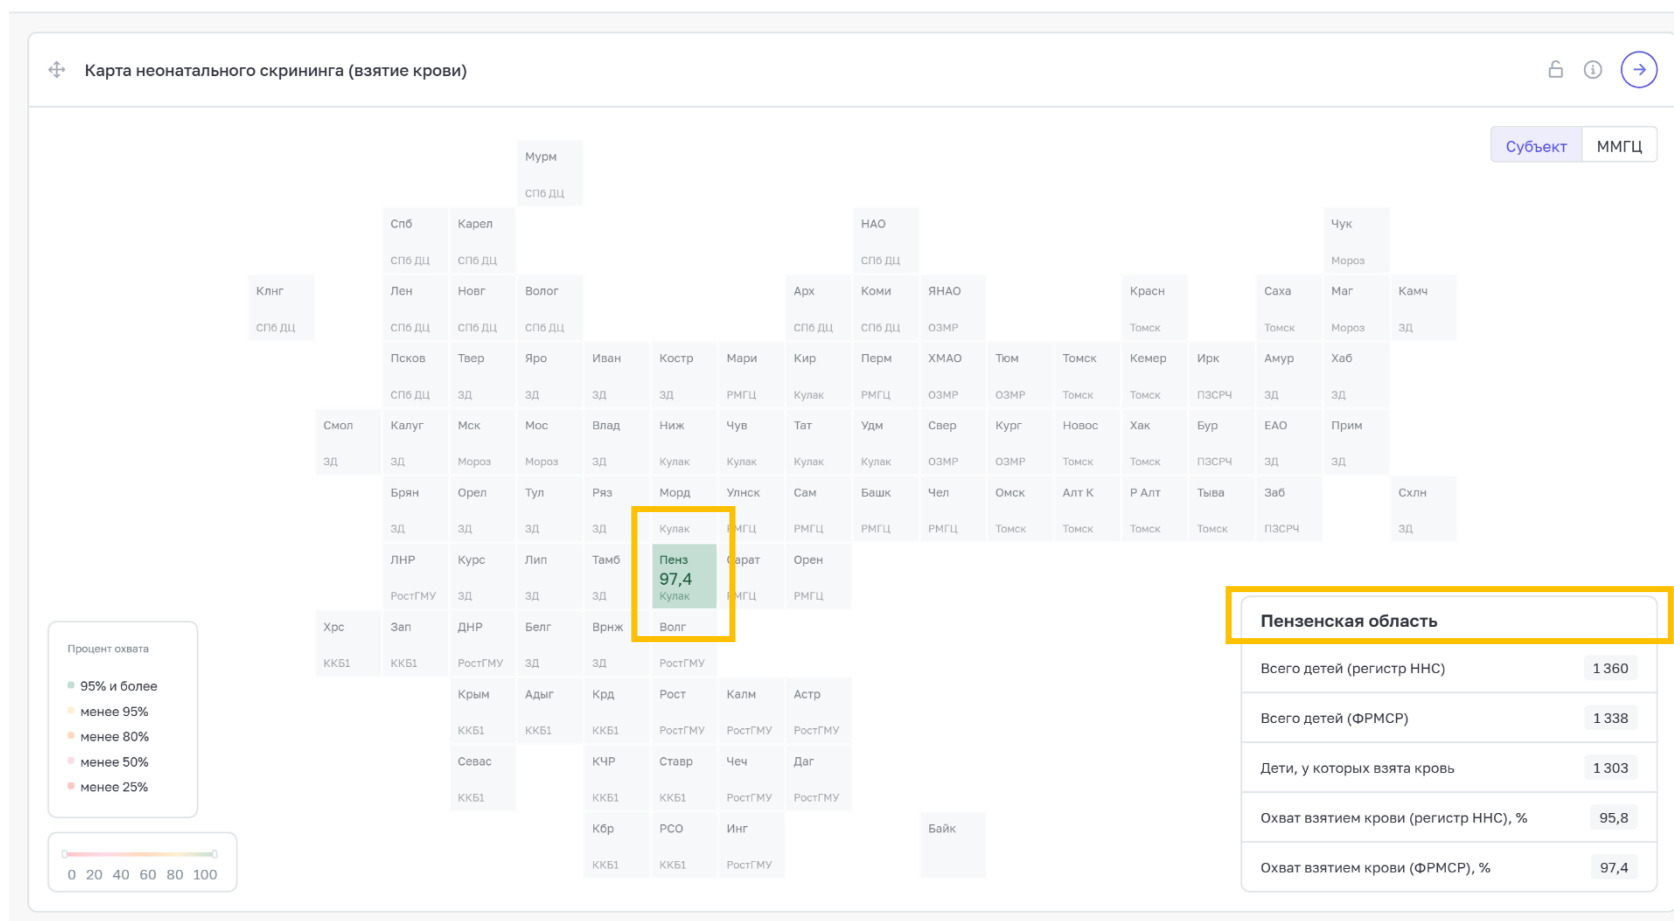 Карта неонатального скрининга (взятие крови)
Субъект ММГЦ
Мурм
СПб ДЦ
Спб Карел НАО Чук
СПб ДЦ СПб ДЦ СПб ДЦ Мороз
Клнг Лен Новг Волог Арх Коми ЯНАО Красн Саха Маг Камч
СПб ДЦ СПб ДЦ СПб ДЦ СПб ДЦ СПб ДЦ СПб ДЦ ОЗМР Томск Томск Мороз ЗД
Псков Твер Яро Иван Костр Мари Кир Перм ХМАО Тюм Томск Кемер Ирк Амур Хаб
СПб ДЦ ЗД ЗД ЗД ЗД РМГЦ Кулак РМГЦ ОЗМР ОЗМР Томск Томск ПЗСРЧ ЗД ЗД
Смол Калуг Мск Мос Влад Ниж Чув Тат Удм Свер Кург Новос Хак Бур ЕАО Прим
ЗД ЗД Мороз Мороз ЗД Кулак Кулак Кулак Кулак ОЗМР ОЗМР Томск Томск ПЗСРЧ ЗД ЗД
Брян Орел Тул Ряз Морд Улнск Сам Башк Чел Омск Алт К Р Алт Тыва Заб Схлн
ЗД ЗД ЗД ЗД Кулак РМГЦ РМГЦ РМГЦ РМГЦ Томск Томск Томск Томск ПЗСРЧ ЗД
ЛНР Курс Лип Тамб Пенз Сарат Орен
97,4
РостГМУ ЗД ЗД ЗД Кулак РМГЦ РМГЦ
Хрс Зап ДНР Белг Врнж Волг
ККБ1 ККБ1 РостГМУ ЗД ЗД РостГМУ
Крым Адыг Крд Рост Калм Астр
ККБ1 ККБ1 ККБ1 РостГМУ РостГМУ РостГМУ
Севас КЧР Ставр Чеч Даг
ККБ1 ККБ1 ККБ1 РостГМУ РостГМУ
Кбр РСО Инг Байк
ККБ1 ККБ1 РостГМУ
Процент охвата
95% и более
менее 95%
менее 80%
менее 50%
менее 25%
0 20 40 60 80 100
Пензенская область
Всего детей (регистр ННС) 1 360
Всего детей (ФРМСР) 1 338
Дети, у которых взята кровь 1 303
Охват взятием крови (регистр ННС), % 95,8
Охват взятием крови (ФРМСР), % 97,4